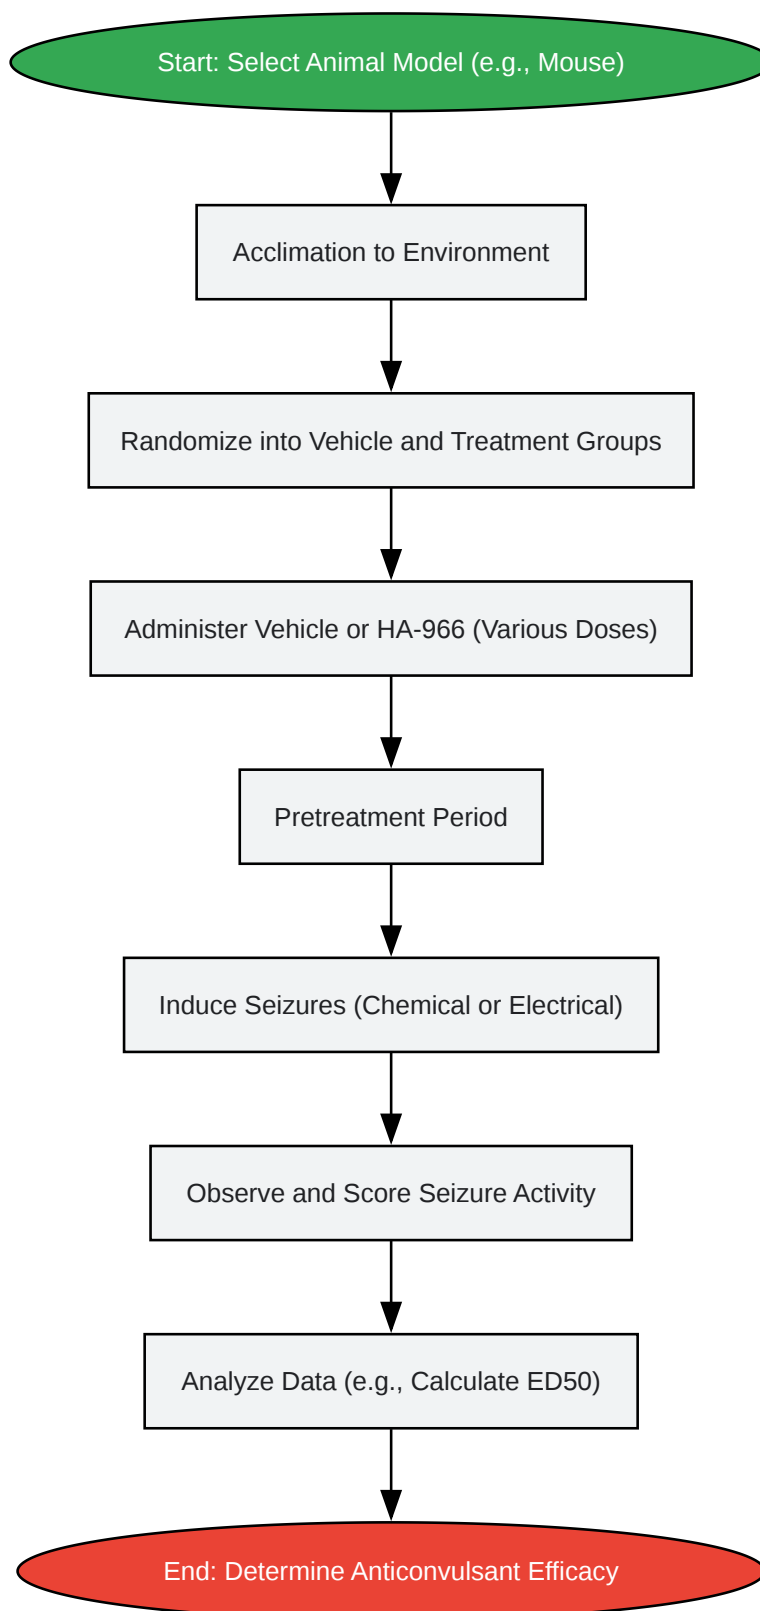 Start: Select Animal Model (e.g., Mouse)
Acclimation to Environment
Randomize into Vehicle and Treatment Groups
Administer Vehicle or HA-966 (Various Doses)
Pretreatment Period
Induce Seizures (Chemical or Electrical)
Observe and Score Seizure Activity
Analyze Data (e.g., Calculate ED50)
End: Determine Anticonvulsant Efficacy